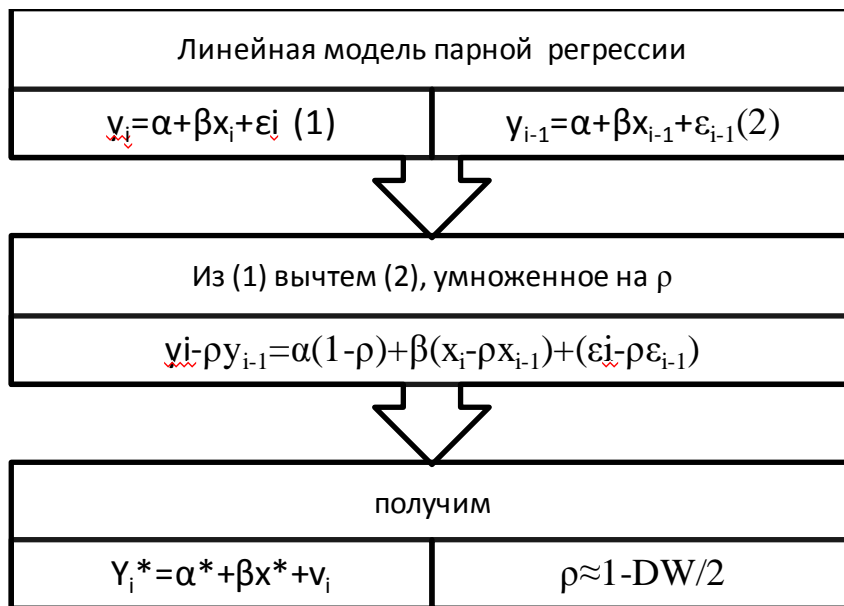 Линейная модель парной регрессии
yᵢ=α+βxᵢ+εi (1)
yᵢ₋₁=α+βxᵢ₋₁+εᵢ₋₁(2)
Из (1) вычтем (2), умноженное на ρ
yi-ρyᵢ₋₁=α(1-ρ)+β(xᵢ-ρxᵢ₋₁)+(εi-ρεᵢ₋₁)
получим
Yᵢ*=α*+βx*+νᵢ
ρ≈1-DW/2